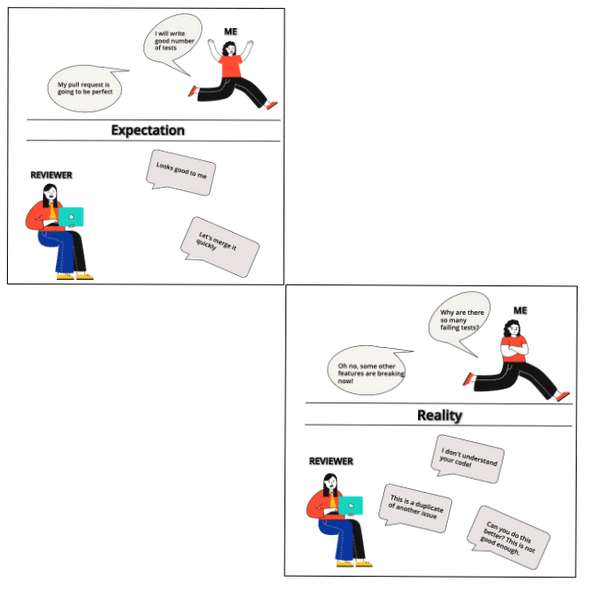 ME
I will write
good number
of tests
My pull request is
going to be perfect
Expectation
REVIEWER
Looks good to me
Let's merge it
quickly
ME
Why are there
so many
failing tests?
Oh no, some other
features are breaking
now!
Reality
REVIEWER
I don't understand
your code!
This is a duplicate
of another issue
Can you do this
better? This is not
good enough.